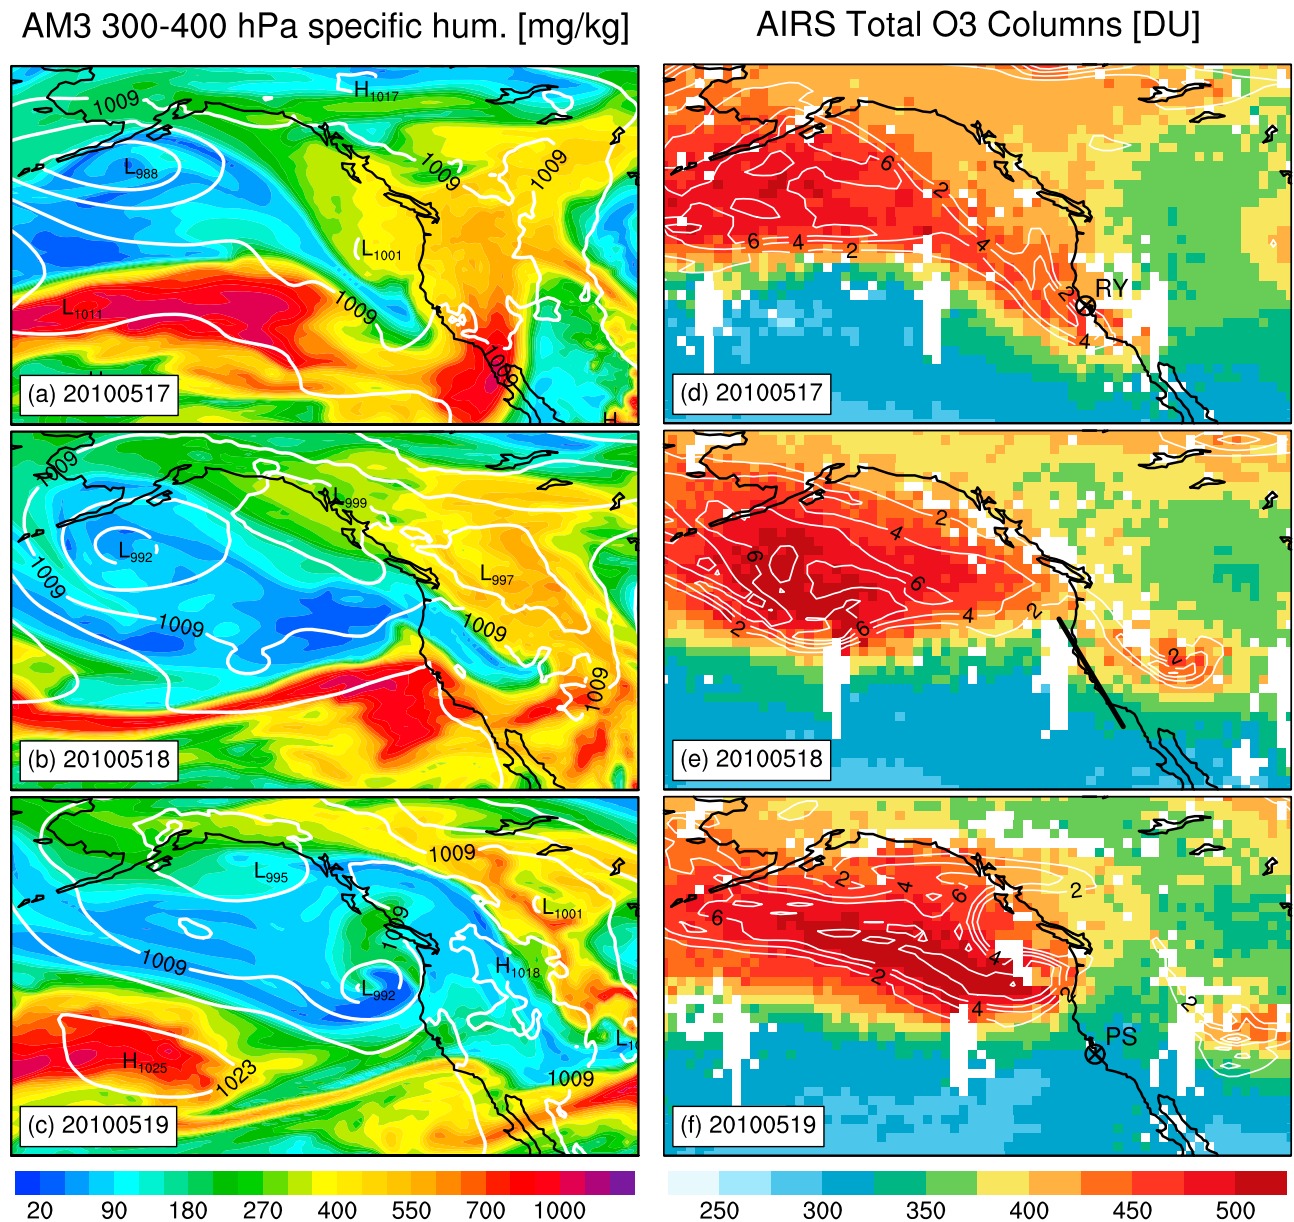 AM3 300-400 hPa specific hum. [mg/kg]
AIRS Total O3 Columns [DU]
1009
H1017
L988
1009
1009
L1001
L1011
1009
(a) 20100517
6
2
6 4 2
4
2
RY
4
(d) 20100517
1009
L999
L992
1009
L997
1009
1009
1009
(b) 20100518
2
4
6
6
4
2
2
6
2
(e) 20100518
1009
L995
L1001
1009
1009
H1018
L992
H1025
1023
1009
(c) 20100519
2
4
6
2
6
4
2
2
4
2
PS
(f) 20100519
20 90 180 270 400 550 700 1000
250 300 350 400 450 500